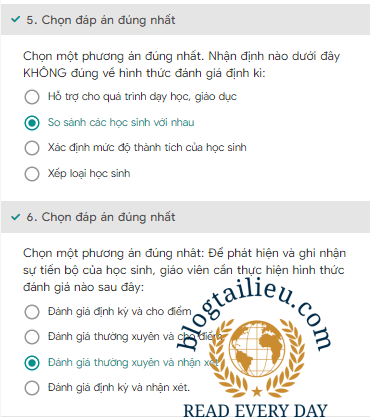 5. Chọn đáp án đúng nhất
Chọn một phương án đúng nhất. Nhận định nào dưới đây
KHÔNG đúng về hình thức đánh giá định kì:
Hỗ trợ cho quá trình dạy học, giáo dục
So sánh các học sinh với nhau
Xác định mức độ thành tích của học sinh
Xếp loại học sinh
6. Chọn đáp án đúng nhất
Chọn một phương án đúng nhât: Để phát hiện và ghi nhận
sự tiến bộ của học sinh, giáo viên cần thực hiện hình thức
đánh giá nào sau đây:
Đánh giá định kỳ và cho điểm
Đánh giá thường xuyên và cho điểm
Đánh giá thường xuyên và nhận xét
Đánh giá định kỳ và nhận xét.
blogtailieu.com
READ EVERY DAY